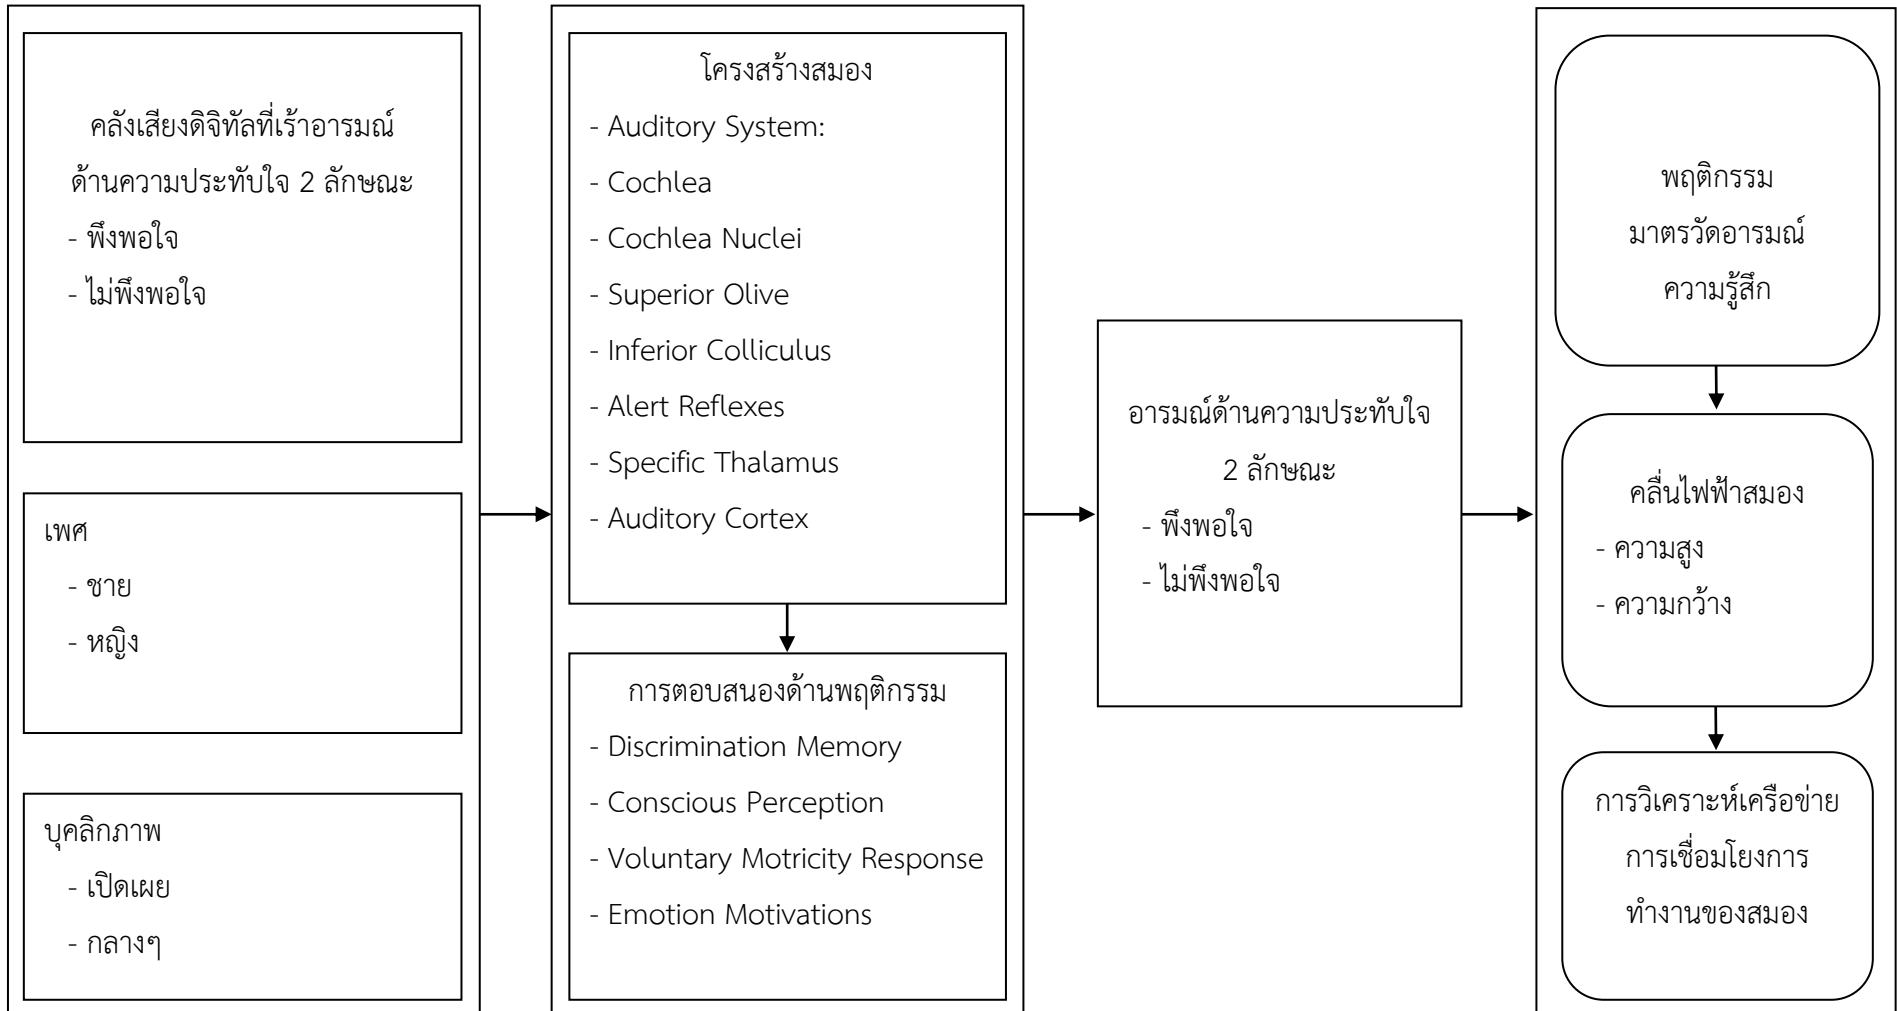 คลังเสียงดิจิทัลที่เร้าอารมณ์
ด้านความประทับใจ 2 ลักษณะ
- พึงพอใจ
- ไม่พึงพอใจ
เพศ
- ชาย
- หญิง
บุคลิกภาพ
- เปิดเผย
- กลางๆ
โครงสร้างสมอง
- Auditory System:
- Cochlea
- Cochlea Nuclei
- Superior Olive
- Inferior Colliculus
- Alert Reflexes
- Specific Thalamus
- Auditory Cortex
การตอบสนองด้านพฤติกรรม
- Discrimination Memory
- Conscious Perception
- Voluntary Motricity Response
- Emotion Motivations
อารมณ์ด้านความประทับใจ
2 ลักษณะ
- พึงพอใจ
- ไม่พึงพอใจ
พฤติกรรม
มาตรวัดอารมณ์
ความรู้สึก
คลื่นไฟฟ้าสมอง
- ความสูง
- ความกว้าง
การวิเคราะห์เครือข่าย
การเชื่อมโยงการ
ทำงานของสมอง